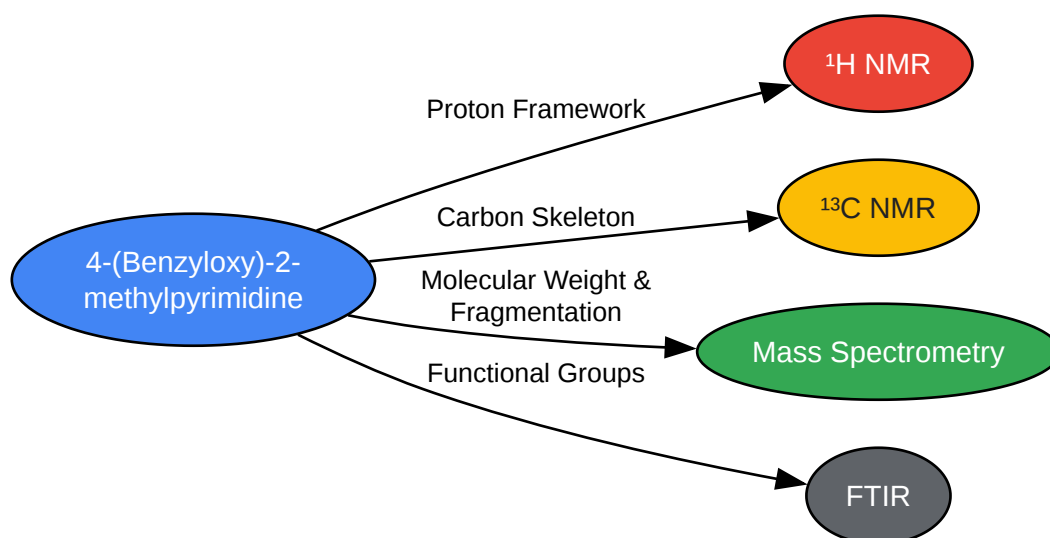 ¹H NMR
Proton Framework
¹³C NMR
Carbon Skeleton
4-(Benzyloxy)-2-
methylpyrimidine
Molecular Weight &
Fragmentation
Mass Spectrometry
Functional Groups
FTIR